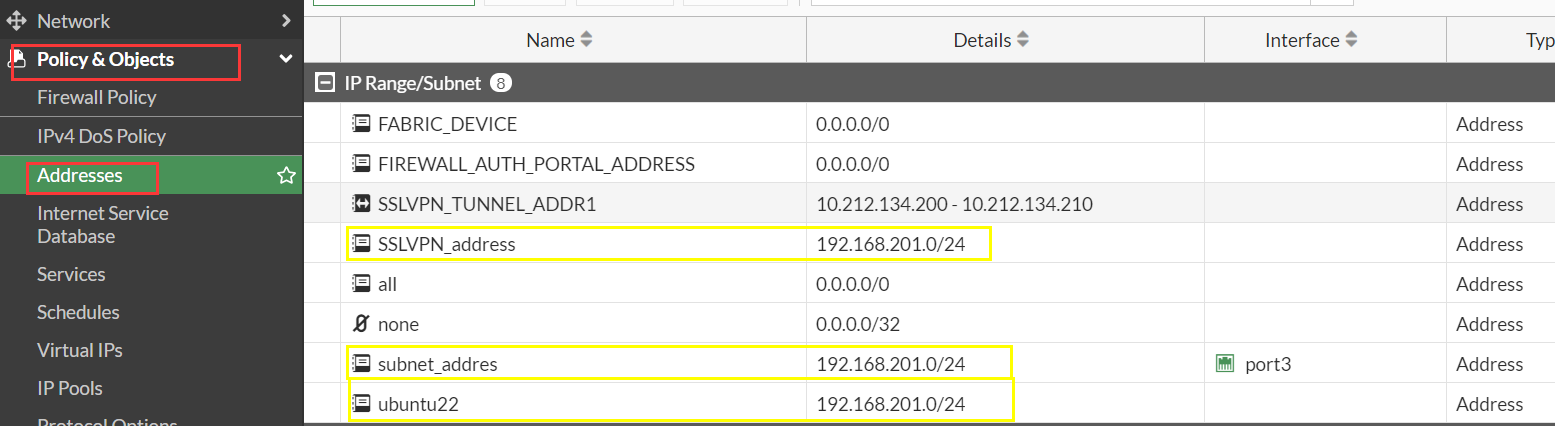 Network
Policy & Objects
Firewall Policy
IPv4 DoS Policy
Addresses
Internet Service
Database
Services
Schedules
Virtual IPs
IP Pools
Protocol Options
Name Details Interface Typ
IP Range/Subnet 8
FABRIC_DEVICE 0.0.0.0/0 Address
FIREWALL_AUTH_PORTAL_ADDRESS 0.0.0.0/0 Address
SSLVPN_TUNNEL_ADDR1 10.212.134.200 - 10.212.134.210 Address
SSLVPN_address 192.168.201.0/24 Address
all 0.0.0.0/0 Address
none 0.0.0.0/32 Address
subnet_addres 192.168.201.0/24 port3 Address
ubuntu22 192.168.201.0/24 Address